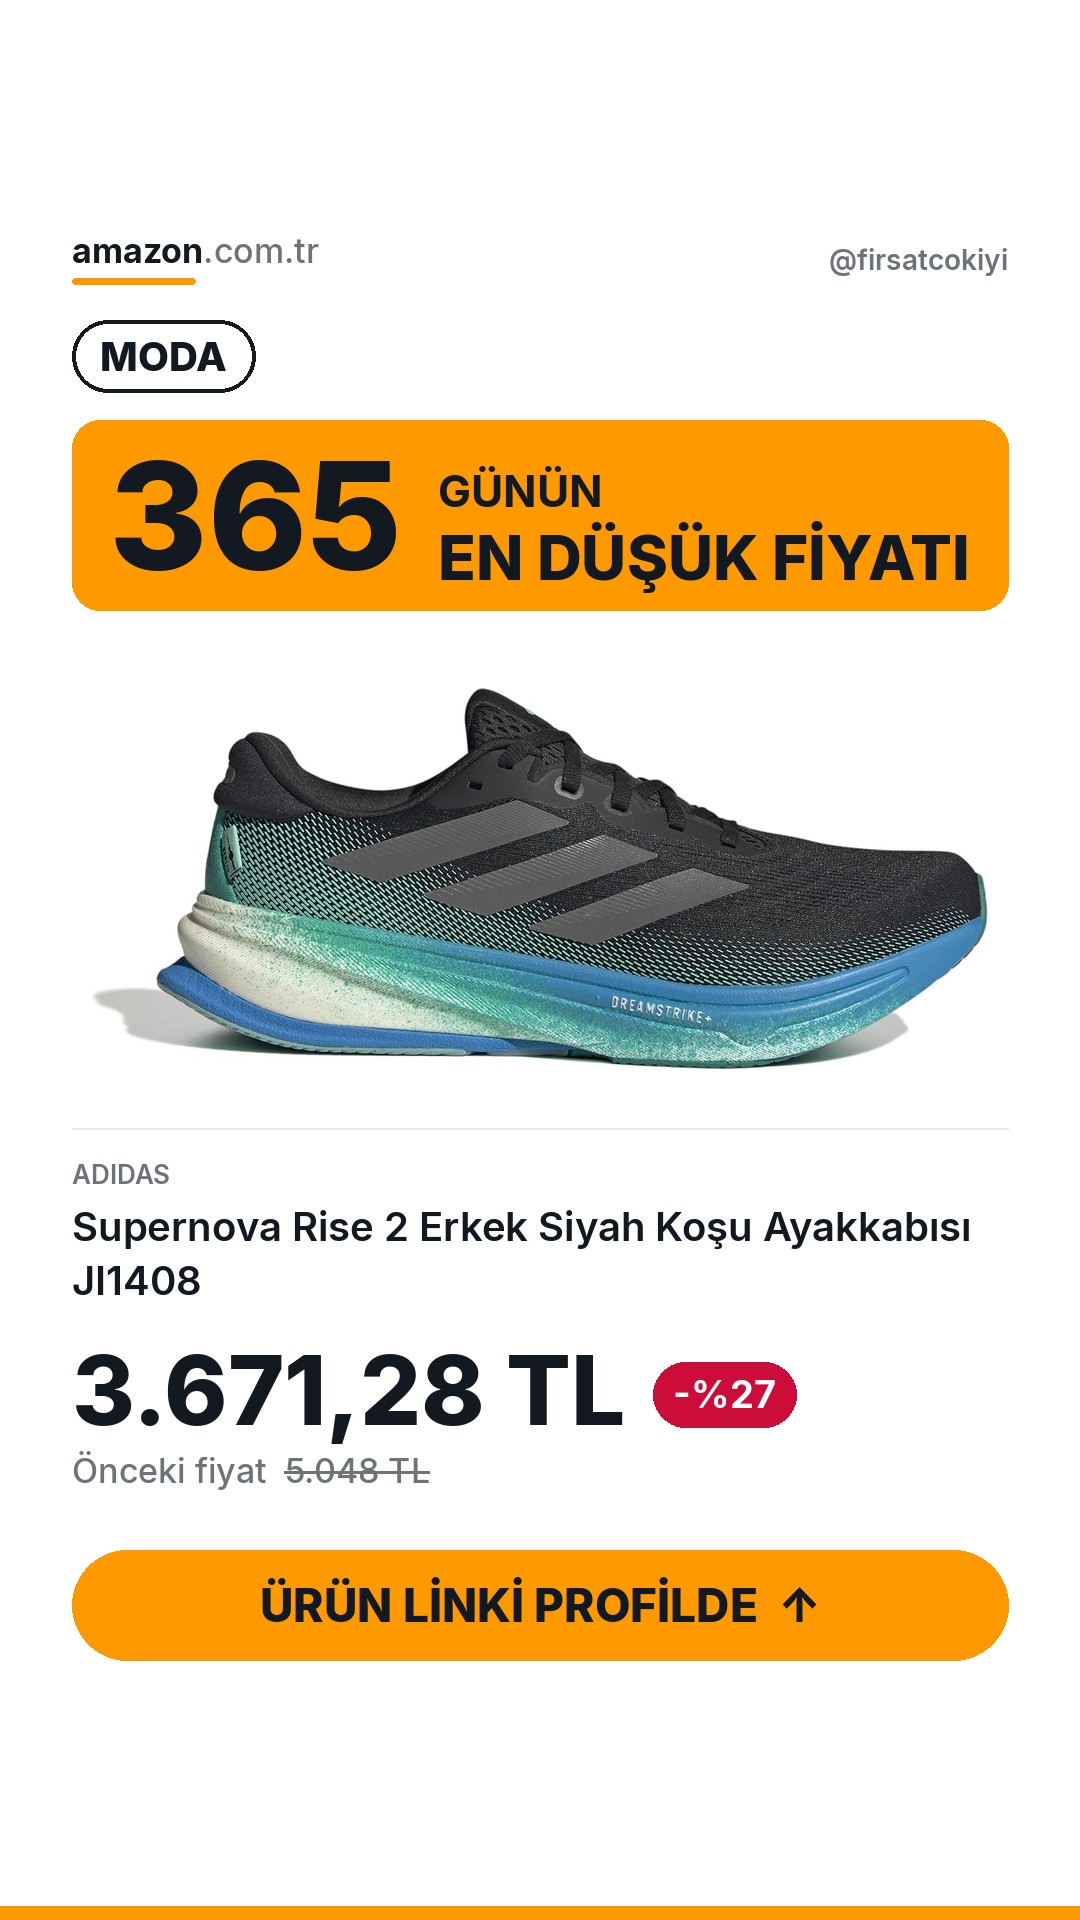 amazon.com.tr
@firsatcokiyi
MODA
365
GÜNÜN
EN DÜŞÜK FİYATI
DREAMSTRIKE+
ADIDAS
Supernova Rise 2 Erkek Siyah Koşu Ayakkabısı
JI1408
3.671,28 TL
-%27
Önceki fiyat 5.048 TL
ÜRÜN LİNKİ PROFİLDE ↑